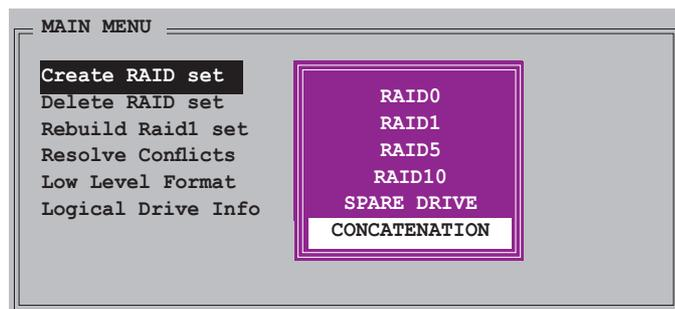 MAIN MENU
Create RAID set
Delete RAID set
Rebuild Raid1 set
Resolve Conflicts
Low Level Format
Logical Drive Info
RAID0
RAID1
RAID5
RAID10
SPARE DRIVE
CONCATENATION